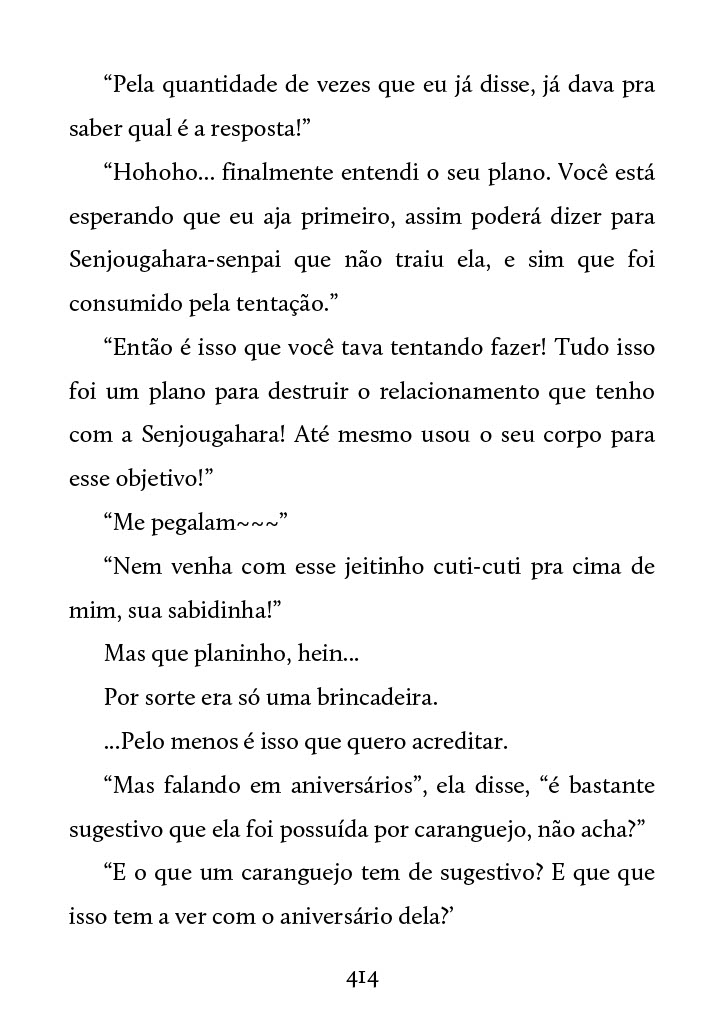 “Pela quantidade de vezes que eu já disse, já dava pra
saber qual é a resposta!”
“Hohoho... finalmente entendi o seu plano. Você está
esperando que eu aja primeiro, assim poderá dizer para
Senjougahara-senpai que não traiu ela, e sim que foi
consumido pela tentação.”
“Então é isso que você tava tentando fazer! Tudo isso
foi um plano para destruir o relacionamento que tenho
com a Senjougahara! Até mesmo usou o seu corpo para
esse objetivo!”
“Me pegalam~~~”
“Nem venha com esse jeitinho cuti-cuti pra cima de
mim, sua sabidinha!”
Mas que planinho, hein...
Por sorte era só uma brincadeira.
...Pelo menos é isso que quero acreditar.
“Mas falando em aniversários”, ela disse, “é bastante
sugestivo que ela foi possuída por caranguejo, não acha?”
“E o que um caranguejo tem de sugestivo? E que que
isso tem a ver com o aniversário dela?’
414